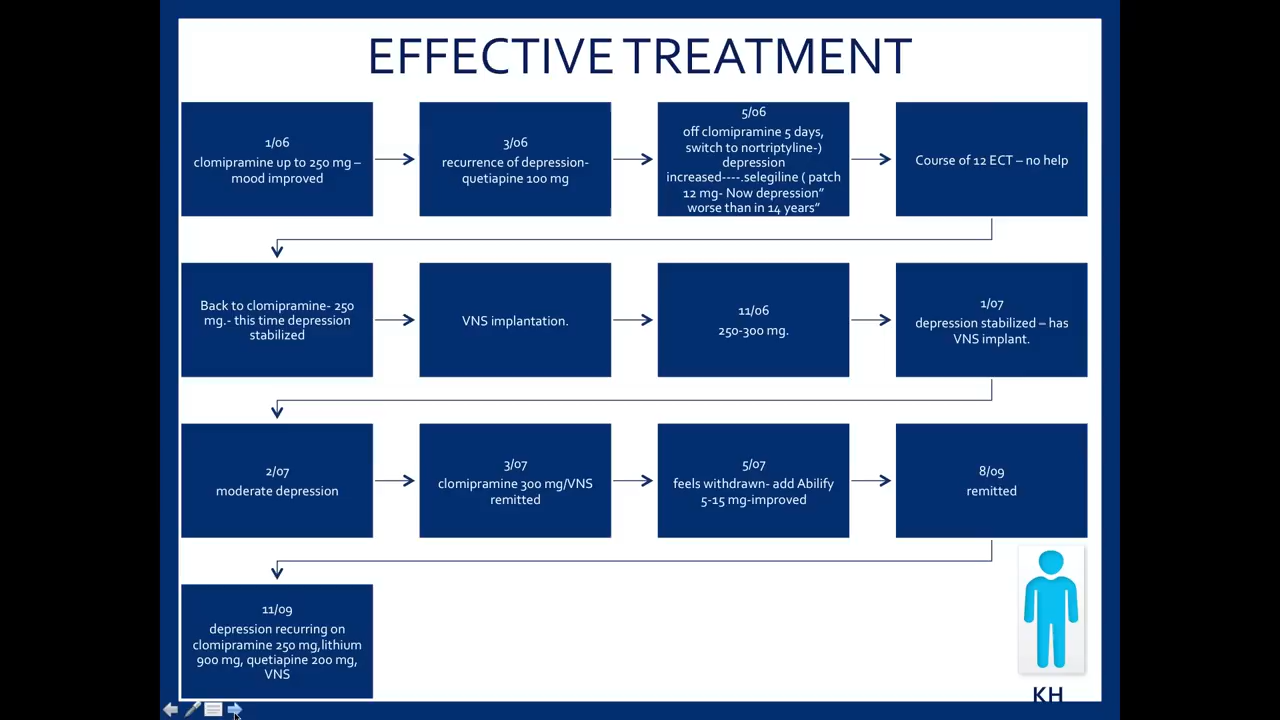 EFFECTIVE TREATMENT
1/06
clomipramine up to 250 mg –
mood improved
3/06
recurrence of depression-
quetiapine 100 mg
5/06
off clomipramine 5 days,
switch to nortriptyline-)
depression
increased----.selegiline ( patch
12 mg- Now depression”
worse than in 14 years”
Course of 12 ECT – no help
Back to clomipramine- 250
mg.- this time depression
stabilized
VNS implantation.
11/06
250-300 mg.
1/07
depression stabilized – has
VNS implant.
2/07
moderate depression
3/07
clomipramine 300 mg/VNS
remitted
5/07
feels withdrawn- add Abilify
5-15 mg-improved
8/09
remitted
11/09
depression recurring on
clomipramine 250 mg,lithium
900 mg, quetiapine 200 mg,
VNS
KH